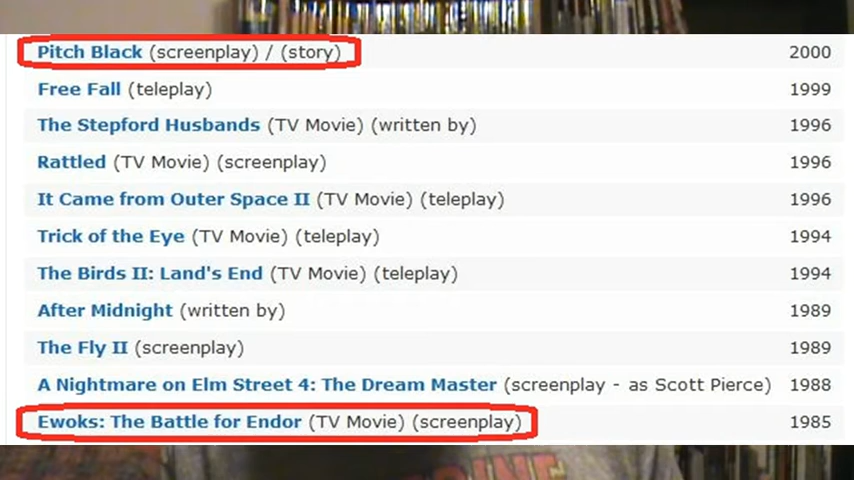 Pitch Black (screenplay) / (story) 2000
Free Fall (teleplay) 1999
The Stepford Husbands (TV Movie) (written by) 1996
Rattled (TV Movie) (screenplay) 1996
It Came from Outer Space II (TV Movie) (teleplay) 1996
Trick of the Eye (TV Movie) (teleplay) 1994
The Birds II: Land's End (TV Movie) (teleplay) 1994
After Midnight (written by) 1989
The Fly II (screenplay) 1989
A Nightmare on Elm Street 4: The Dream Master (screenplay - as Scott Pierce) 1988
Ewoks: The Battle for Endor (TV Movie) (screenplay) 1985